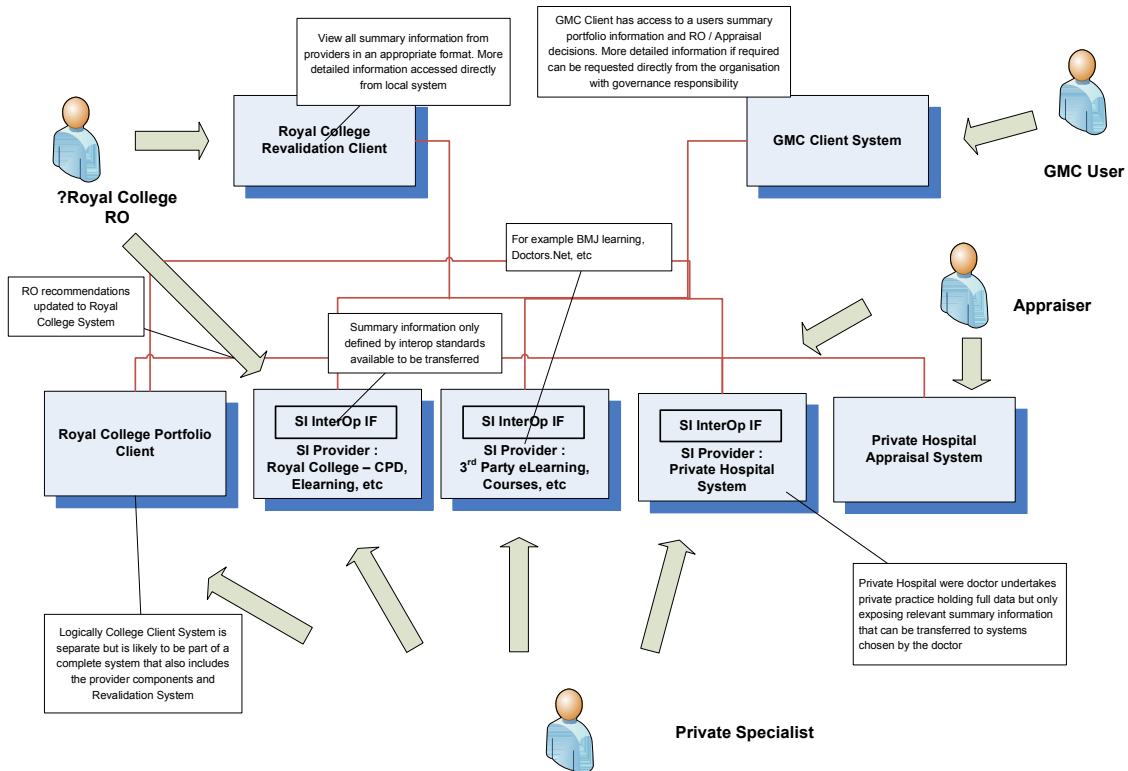 View all summary information from
providers in an appropriate format. More
detailed information accessed directly
from local system
GMC Client has access to a users summary
portfolio information and RO / Appraisal
decisions. More detailed information if required
can be requested directly from the organisation
with governance responsibility
Royal College
Revalidation Client
GMC Client System
GMC User
?Royal College
RO
For example BMJ learning,
Doctors.Net, etc
RO recommendations
updated to Royal
College System
Appraiser
Summary information only
defined by interop standards
available to be transferred
Royal College Portfolio
Client
SI InterOp IF
SI Provider :
Royal College – CPD,
Elearning, etc
SI InterOp IF
SI Provider :
3rd Party eLearning,
Courses, etc
SI InterOp IF
SI Provider :
Private Hospital
System
Private Hospital
Appraisal System
Logically College Client System is
separate but is likely to be part of a
complete system that also includes
the provider components and
Revalidation System
Private Hospital were doctor undertakes
private practice holding full data but only
exposing relevant summary information
that can be transferred to systems
chosen by the doctor
Private Specialist